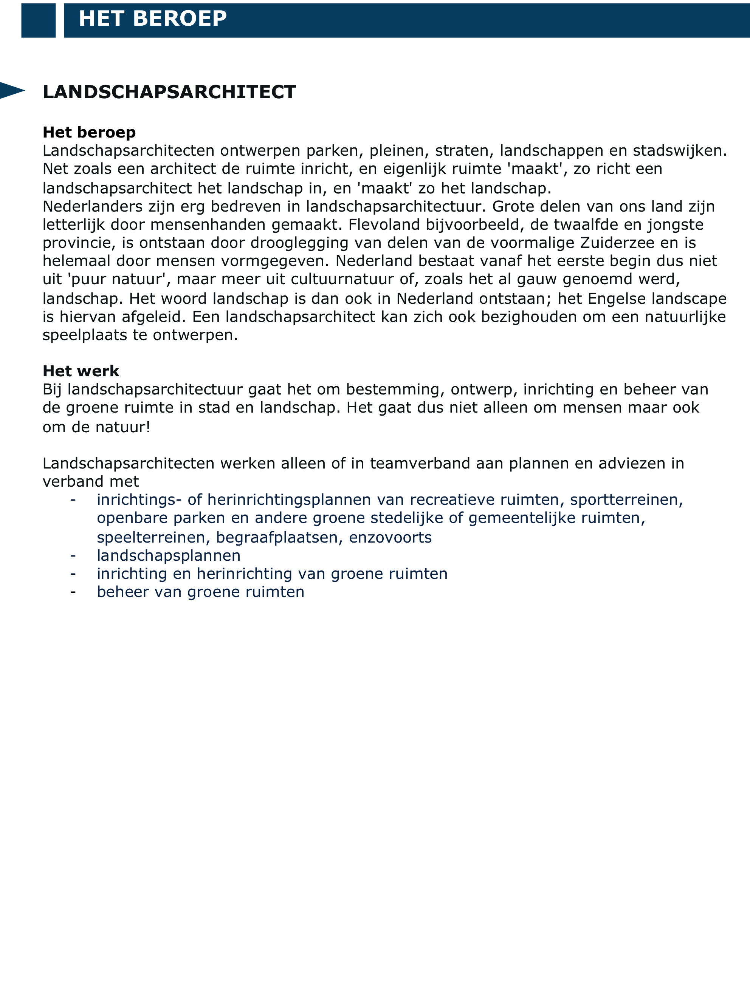 HET BEROEP
LANDSCHAPSARCHITECT
Het beroep
Landschapsarchitecten ontwerpen parken, pleinen, straten, landschappen en stadswijken.
Net zoals een architect de ruimte inricht, en eigenlijk ruimte 'maakt', zo richt een
landschapsarchitect het landschap in, en 'maakt' zo het landschap.
Nederlanders zijn erg bedreven in landschapsarchitectuur. Grote delen van ons land zijn
letterlijk door mensenhanden gemaakt. Flevoland bijvoorbeeld, de twaalfde en jongste
provincie, is ontstaan door drooglegging van delen van de voormalige Zuiderzee en is
helemaal door mensen vormgegeven. Nederland bestaat vanaf het eerste begin dus niet
uit 'puur natuur', maar meer uit cultuurnatuur of, zoals het al gauw genoemd werd,
landschap. Het woord landschap is dan ook in Nederland ontstaan; het Engelse landscape
is hiervan afgeleid. Een landschapsarchitect kan zich ook bezighouden om een natuurlijke
speelplaats te ontwerpen.
Het werk
Bij landschapsarchitectuur gaat het om bestemming, ontwerp, inrichting en beheer van
de groene ruimte in stad en landschap. Het gaat dus niet alleen om mensen maar ook
om de natuur!
Landschapsarchitecten werken alleen of in teamverband aan plannen en adviezen in
verband met
- inrichtings- of herinrichtingsplannen van recreatieve ruimten, sportterreinen,
openbare parken en andere groene stedelijke of gemeentelijke ruimten,
speelterreinen, begraafplaatsen, enzovoorts
- landschapsplannen
- inrichting en herinrichting van groene ruimten
- beheer van groene ruimten